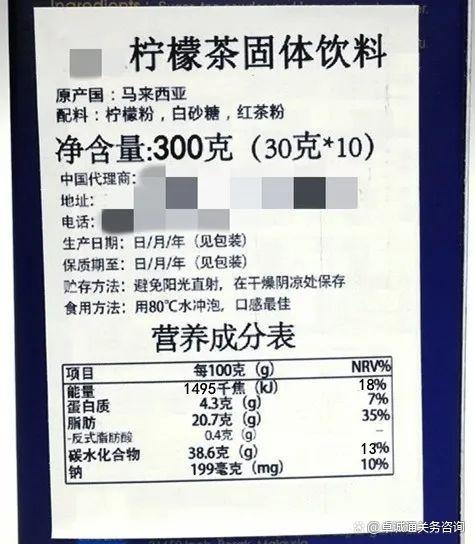 Ingredients
柠檬茶固体饮料
原产国：马来西亚
配料：柠檬粉，白砂糖，红茶粉
净含量:300克（30克*10）
中国代理商：
地址：
电话：
生产日期：日/月/年（见包装）
保质期至：日/月/年（见包装）
贮存方法：避免阳光直射，在干燥阴凉处保存
食用方法：用80℃水冲泡，口感最佳
营养成分表
项目 每100克（g） NRV%
能量 1495千焦（kJ） 18%
蛋白质 4.3克（g） 7%
脂肪 20.7克（g） 35%
-反式脂肪酸 0.4克（g） –
碳水化合物 38.6克（g） 13%
钠 199毫克（mg） 10%
@卓诚通关务咨询